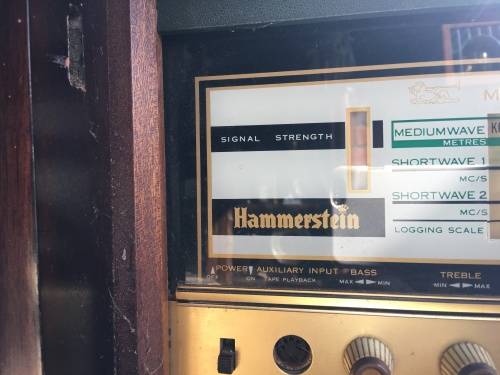 M
SIGNAL STRENGTH
MEDIUMWAVE
METRES
SHORTWAVE 1
MC/S
SHORTWAVE 2
MC/S
Hammerstein
LOGGING SCALE
POWER AUXILIARY INPUT BASS TREBLE
ON TAPE PLAYBACK MAX MIN MIN MAX